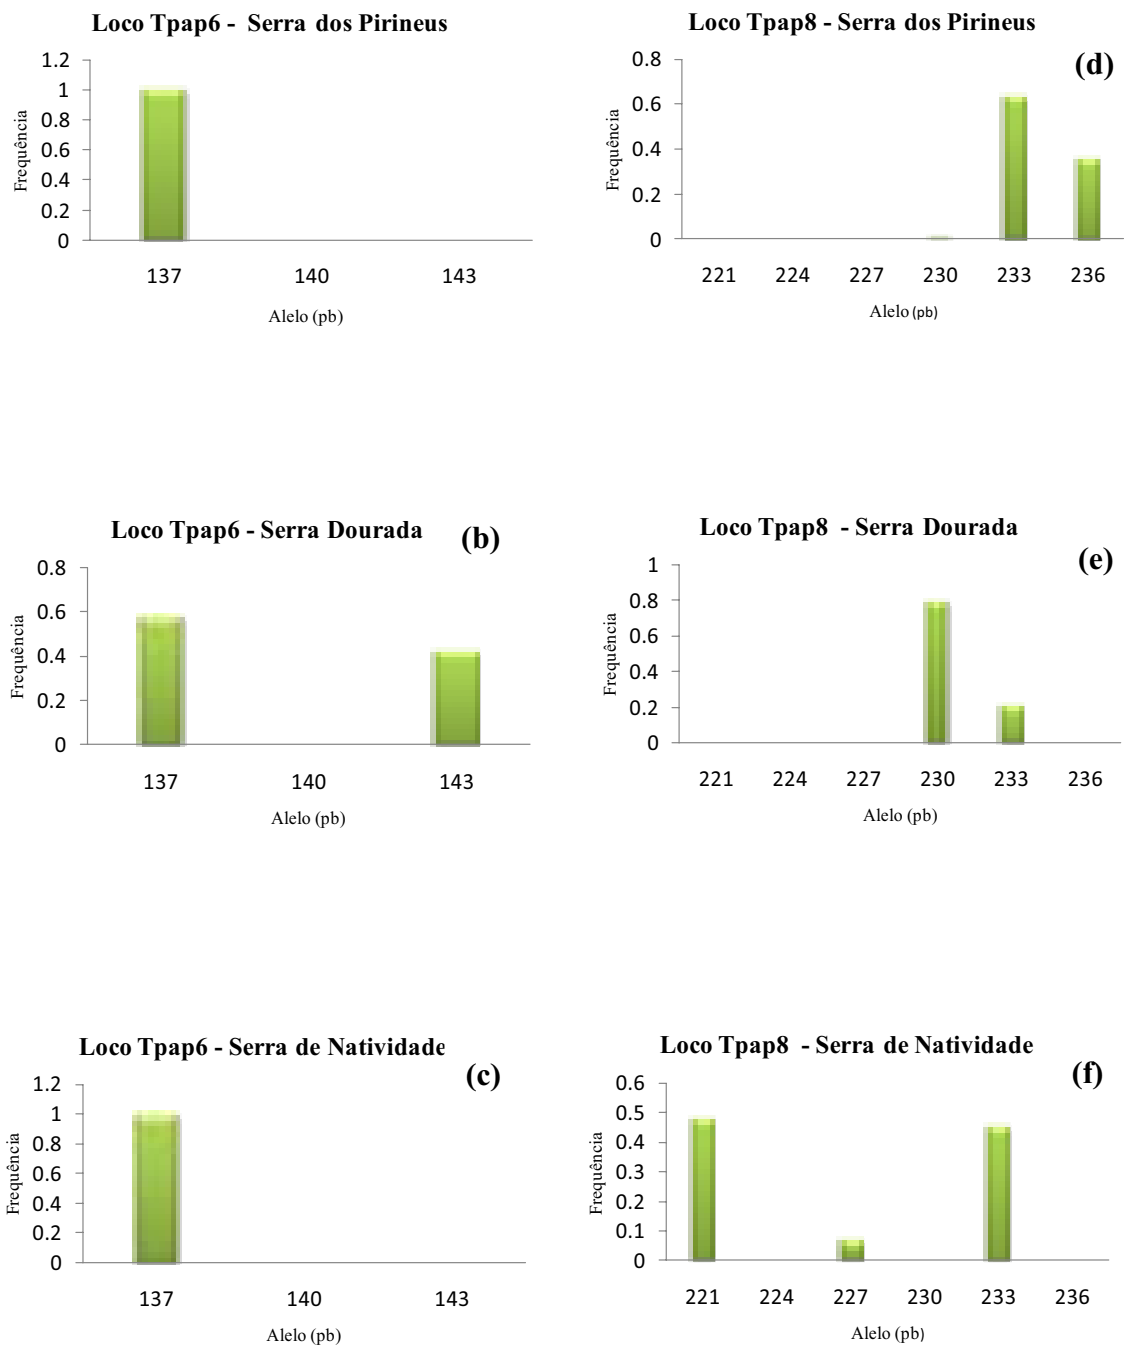 Loco Tpap6 - Serra dos Pirineus
1.2
1
0.8
0.6
0.4
0.2
0
Frequência
137 140 143
Alelo (pb)
Loco Tpap8 - Serra dos Pirineus
(d)
0.8
0.6
0.4
0.2
0
Frequência
221 224 227 230 233 236
Alelo (pb)
Loco Tpap6 - Serra Dourada
(b)
0.8
0.6
0.4
0.2
0
Frequência
137 140 143
Alelo (pb)
Loco Tpap8 - Serra Dourada
(e)
1
0.8
0.6
0.4
0.2
0
Frequência
221 224 227 230 233 236
Alelo (pb)
Loco Tpap6 - Serra de Natividade
(c)
1.2
1
0.8
0.6
0.4
0.2
0
Frequência
137 140 143
Alelo (pb)
Loco Tpap8 - Serra de Natividade
(f)
0.6
0.5
0.4
0.3
0.2
0.1
0
Frequência
221 224 227 230 233 236
Alelo (pb)